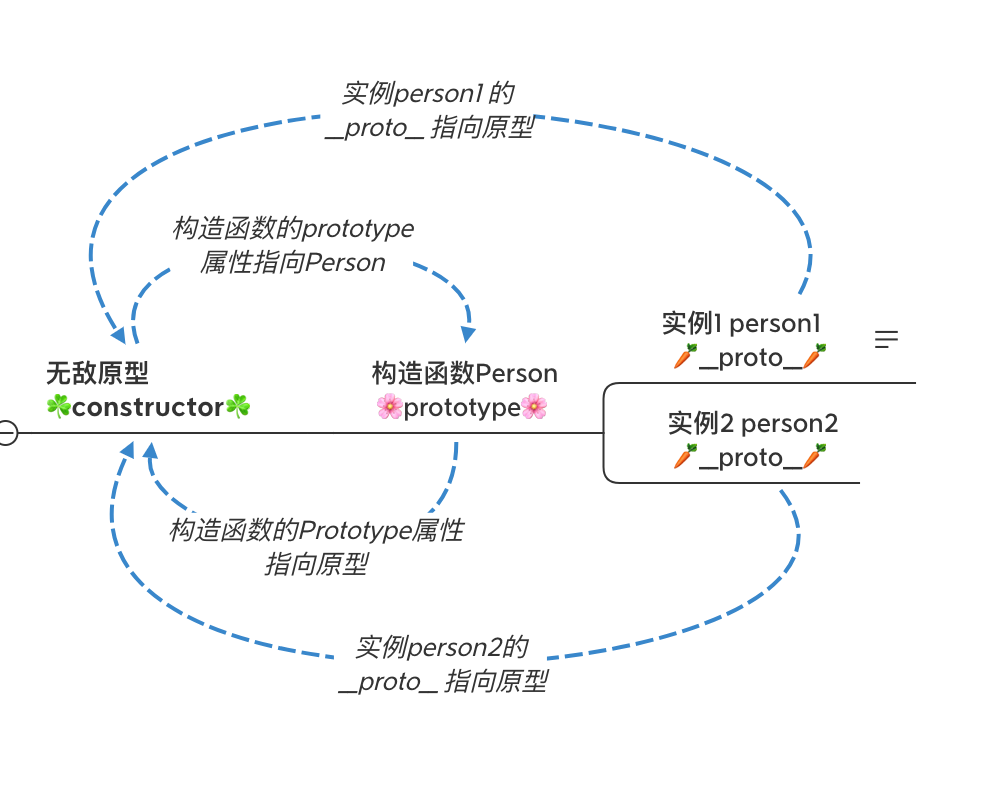 实例person1 的
__proto__ 指向原型
构造函数的prototype
属性指向Person
实例1 person1
🥕__proto__🥕
无敌原型
☘️constructor☘️
构造函数Person
🌸prototype🌸
实例2 person2
🥕__proto__🥕
构造函数的Prototype属性
指向原型
实例person2的
__proto__ 指向原型